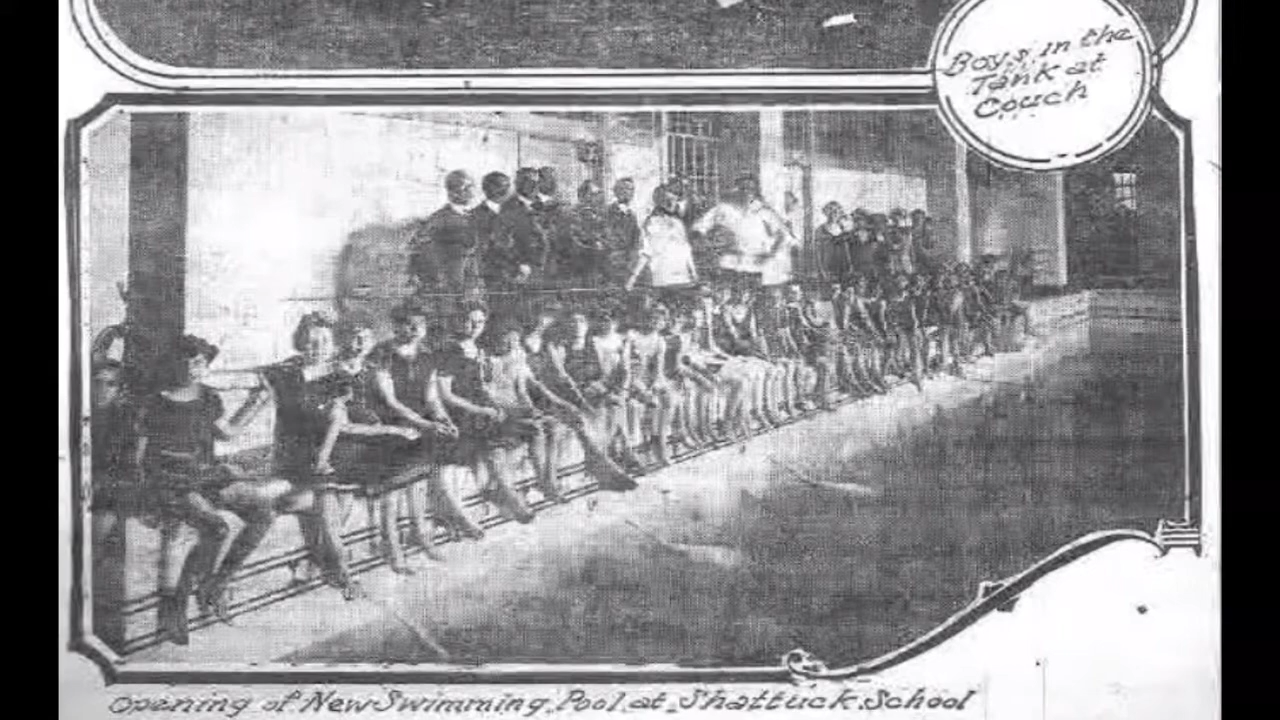 Boys in the
Tank at
Couch
Opening of New Swimming Pool at Shattuck School